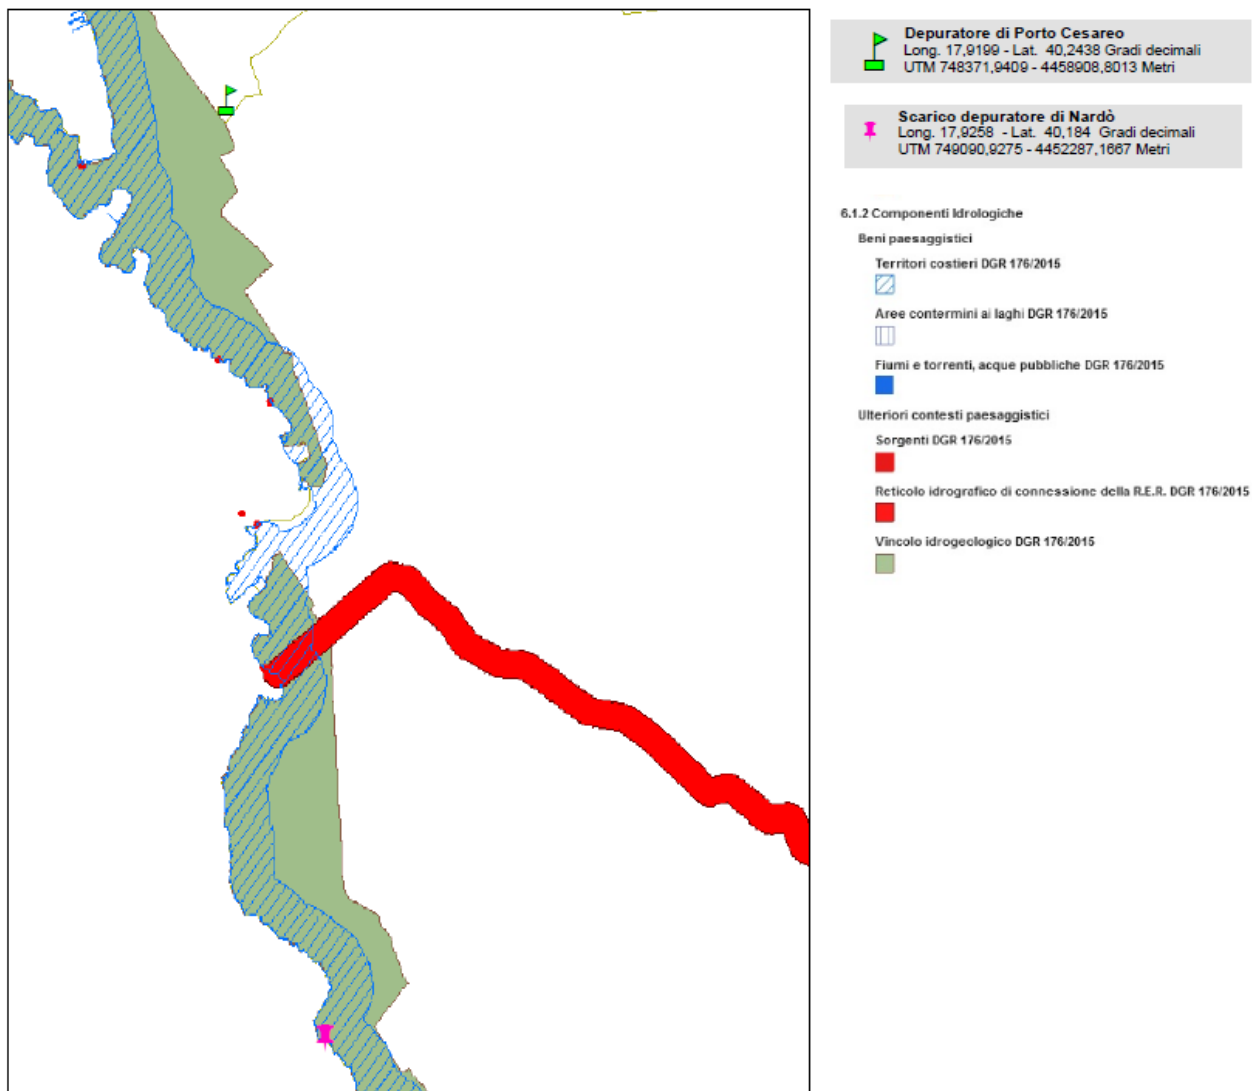 Depuratore di Porto Cesareo
Long. 17,9199 - Lat. 40,2438 Gradi decimali
UTM 748371,9409 - 4458908,8013 Metri
Scarico depuratore di Nardò
Long. 17,9258 - Lat. 40,184 Gradi decimali
UTM 749090,9275 - 4452287,1667 Metri
6.1.2 Componenti Idrologiche
Beni paesaggistici
Territori costieri DGR 176/2015
Aree contermini ai laghi DGR 176/2015
Fiumi e torrenti, acque pubbliche DGR 176/2015
Ulteriori contesti paesaggistici
Sorgenti DGR 176/2015
Reticolo idrografico di connessione della R.E.R. DGR 176/2015
Vincolo idrogeologico DGR 176/2015